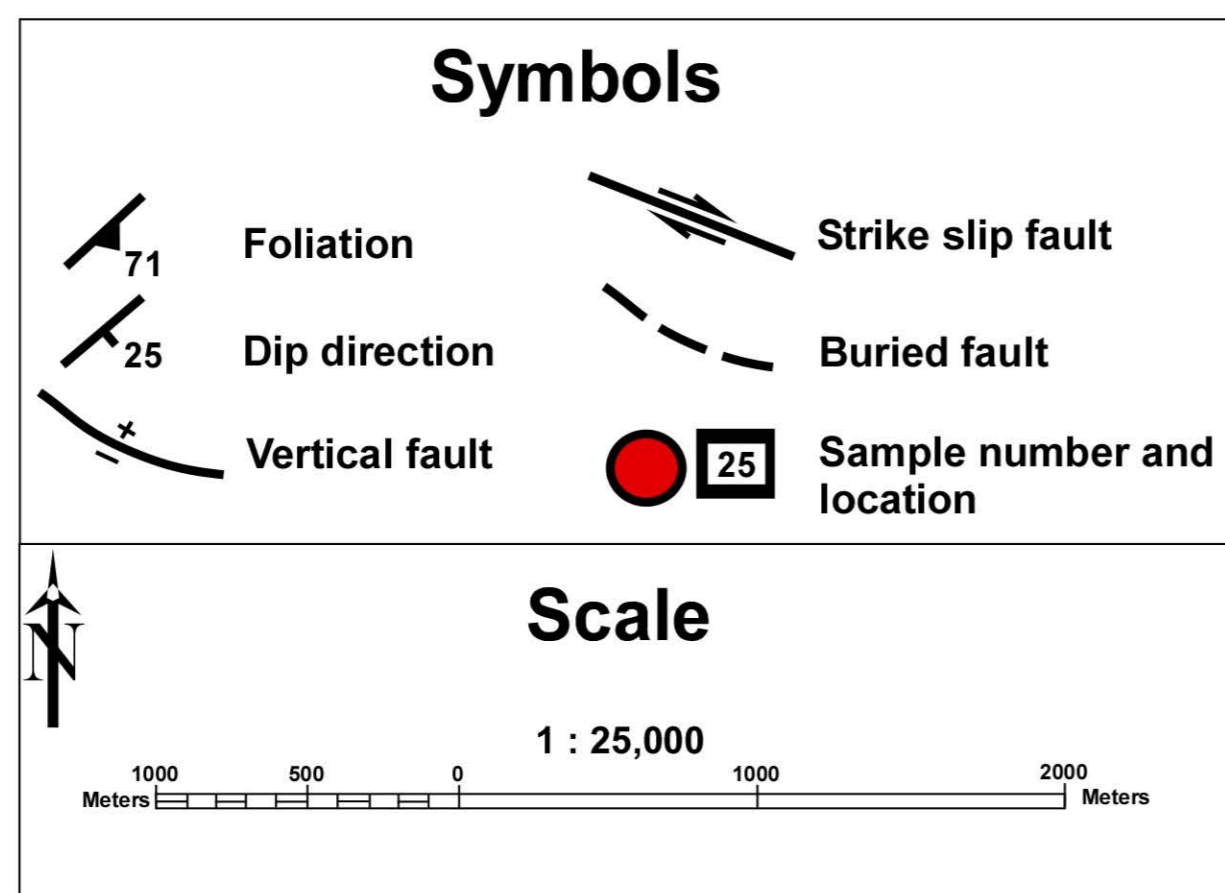 Symbols
71
Foliation
Strike slip fault
25
Dip direction
Buried fault
+
–
Vertical fault
25
Sample number and
location
N
Scale
1 : 25,000
1000 500 0 1000 2000
Meters Meters